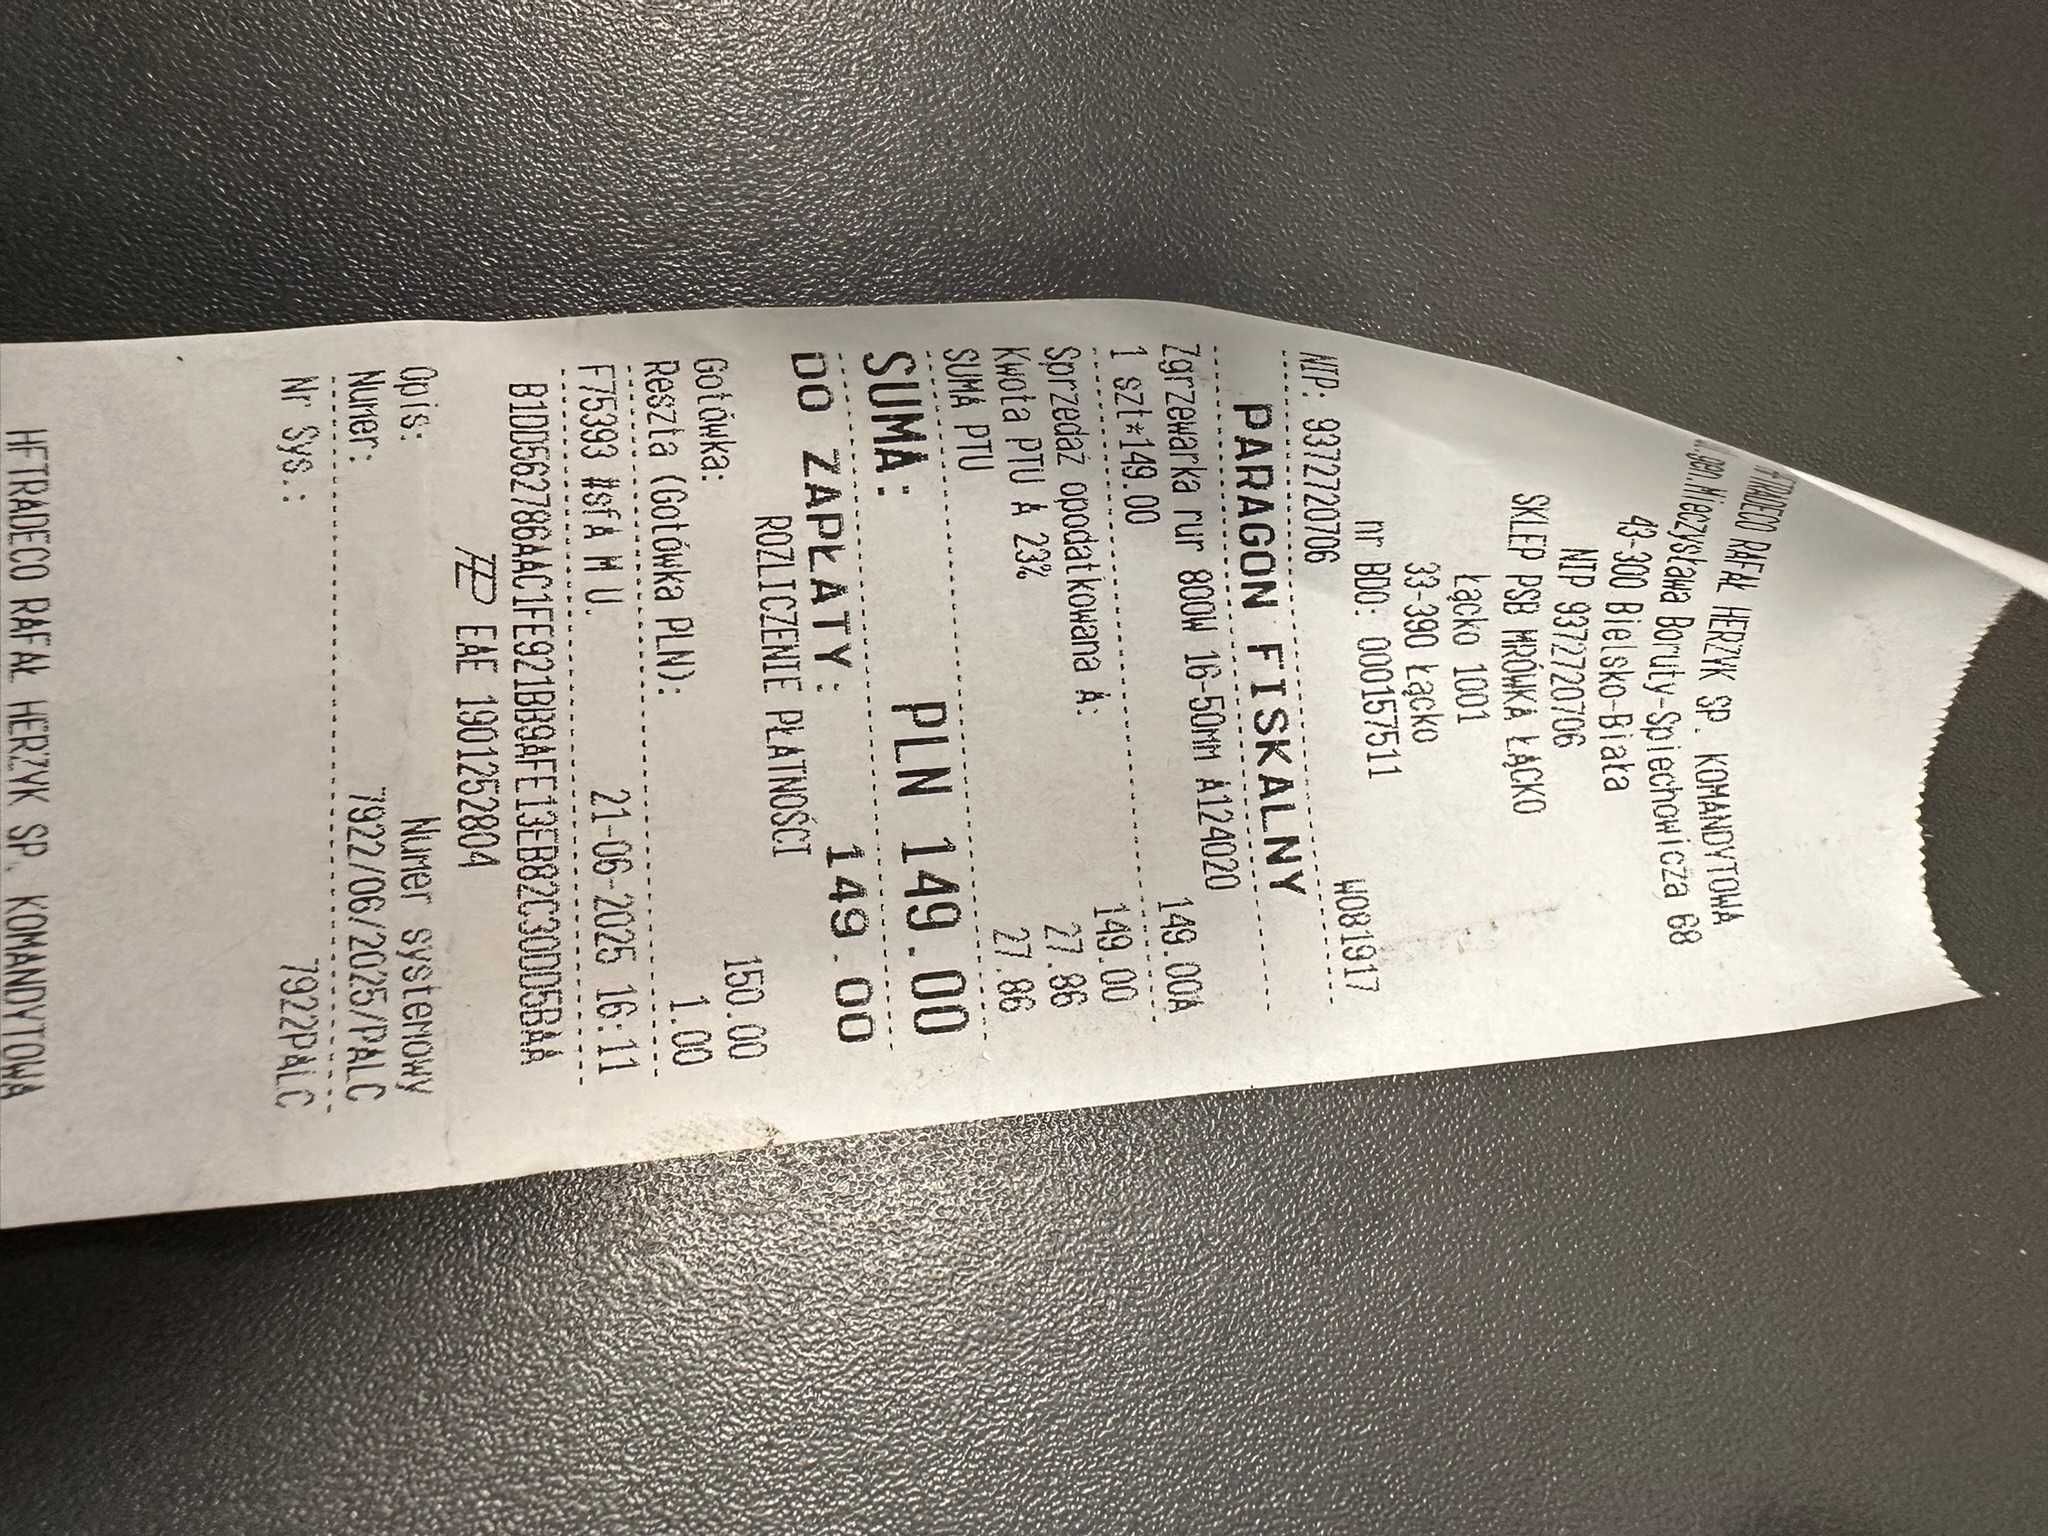 HFTRADECO RAFAŁ HERZYK SP. KOMANDYTOWA
gen.Mieczysława Boruty-Spiechowicza 68
43-300 Bielsko-Biała
NIP 9372720706
SKLEP PSB MRÓWKA ŁĄCKO
Łącko 1001
33-390 Łącko
nr BDO: 000157511
NIP: 9372720706 W081917
PARAGON FISKALNY
Zgrzewarka rur 800W 16-50mm A124020
1 szt*149.00 149.00A
Sprzedaż opodatkowana A: 149.00
Kwota PTU A 23% 27.86
SUMA PTU 27.86
SUMA: PLN 149.00
DO ZAPŁATY: 149.00
ROZLICZENIE PŁATNOŚCI
Gotówka: 150.00
Reszta (Gotówka PLN): 1.00
F75393 #sfA M U. 21-06-2025 16:11
B1DD562786AAC1FE921BB9AFE13EB82C30DD5BAA
EAE 1901252804
Opis: Numer systemowy
Numer: 7922/06/2025/PALC
Nr Sys.: 7922PALC
HFTRADECO RAFAŁ HERZYK SP. KOMANDYTOWA